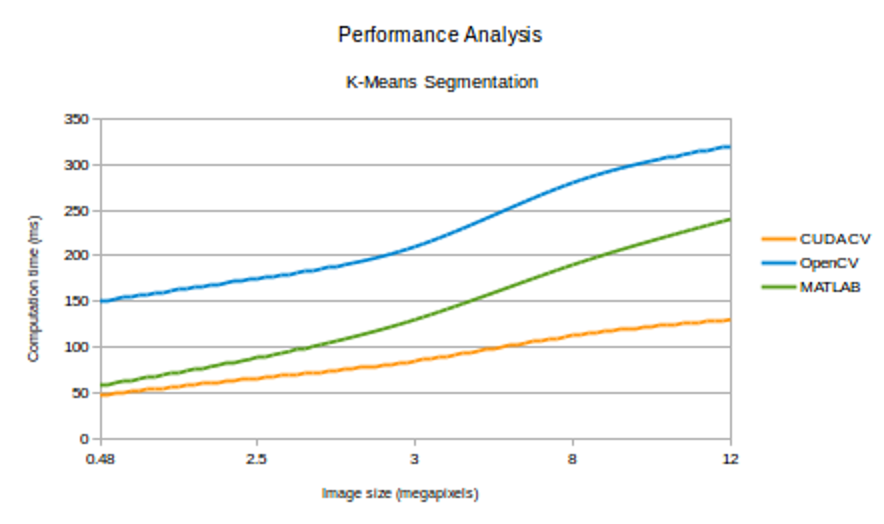 Performance Analysis
K-Means Segmentation
350
300
250
200
150
100
50
0
Computation time (ms)
0.48 2.5 3 8 12
Image size (megapixels)
CUDACV
OpenCV
MATLAB